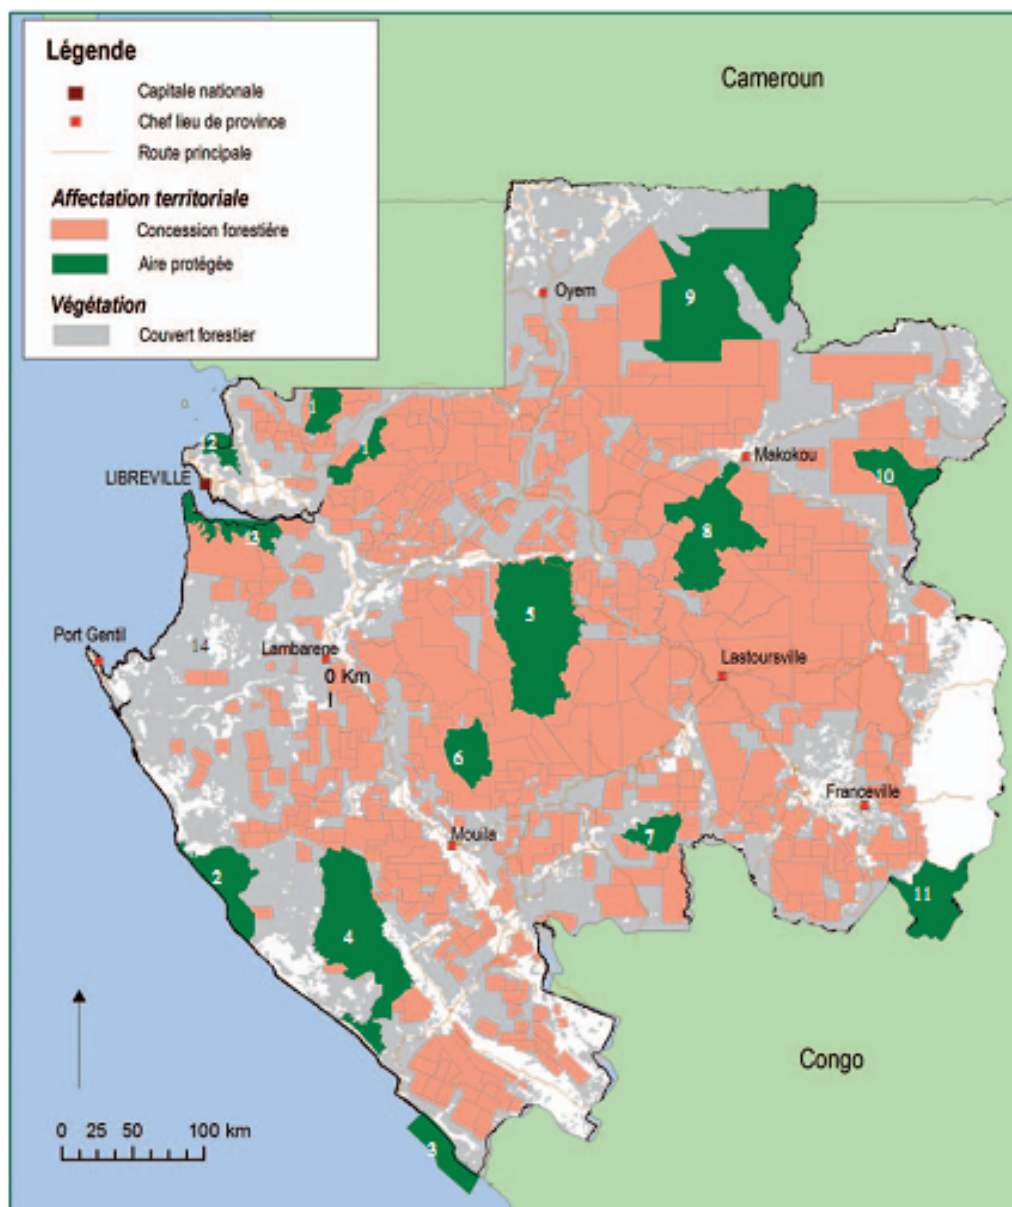 Légende
Capitale nationale
Chef lieu de province
Route principale
Affectation territoriale
Concession forestière
Aire protégée
Végétation
Couvert forestier
Cameroun
Oyem
9
1
1
2
LIBREVILLE
Makokou
10
13
8
5
14
Port Gentil
Lambarene
0 Km
Lastoursville
6
Franceville
7
Mouila
2
11
4
Congo
0 25 50 100 km
3